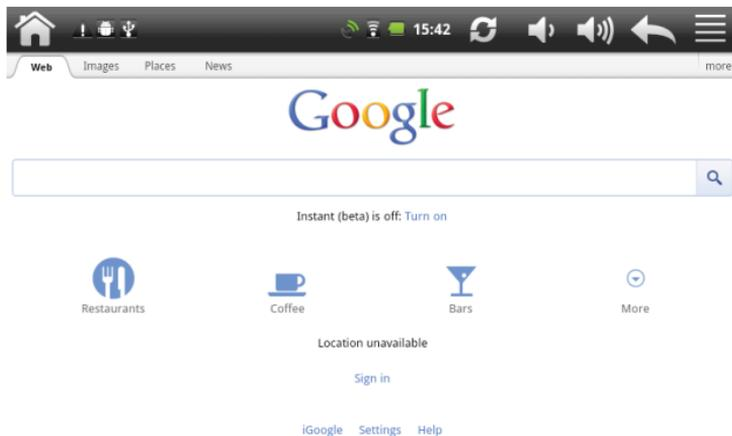 15:42
Web Images Places News more
Google
Instant (beta) is off: Turn on
Restaurants Coffee Bars More
Location unavailable
Sign in
iGoogle Settings Help